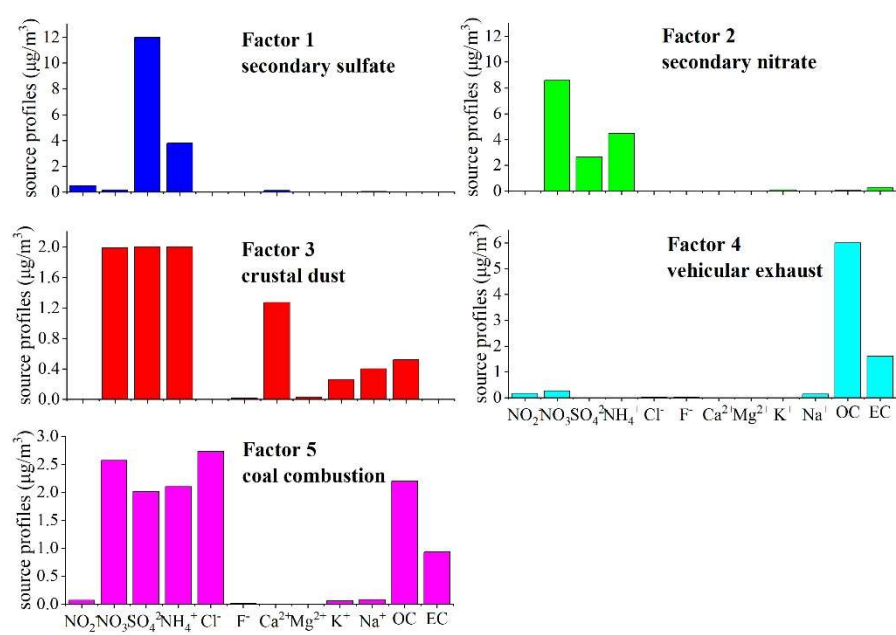 source profiles (μg/m³)
12
10
8
6
4
2
0
Factor 1
secondary sulfate
source profiles (μg/m³)
12
10
8
6
4
2
0
Factor 2
secondary nitrate
source profiles (μg/m³)
2.0
1.6
1.2
0.8
0.4
0.0
Factor 3
crustal dust
source profiles (μg/m³)
6
5
4
3
2
1
0
Factor 4
vehicular exhaust
NO₂⁻ NO₃⁻ SO₄²⁻ NH₄⁺ Cl⁻ F⁻ Ca²⁺ Mg²⁺ K⁺ Na⁺ OC EC
source profiles (μg/m³)
3.0
2.5
2.0
1.5
1.0
0.5
0.0
Factor 5
coal combustion
NO₂⁻ NO₃⁻ SO₄²⁻ NH₄⁺ Cl⁻ F⁻ Ca²⁺ Mg²⁺ K⁺ Na⁺ OC EC